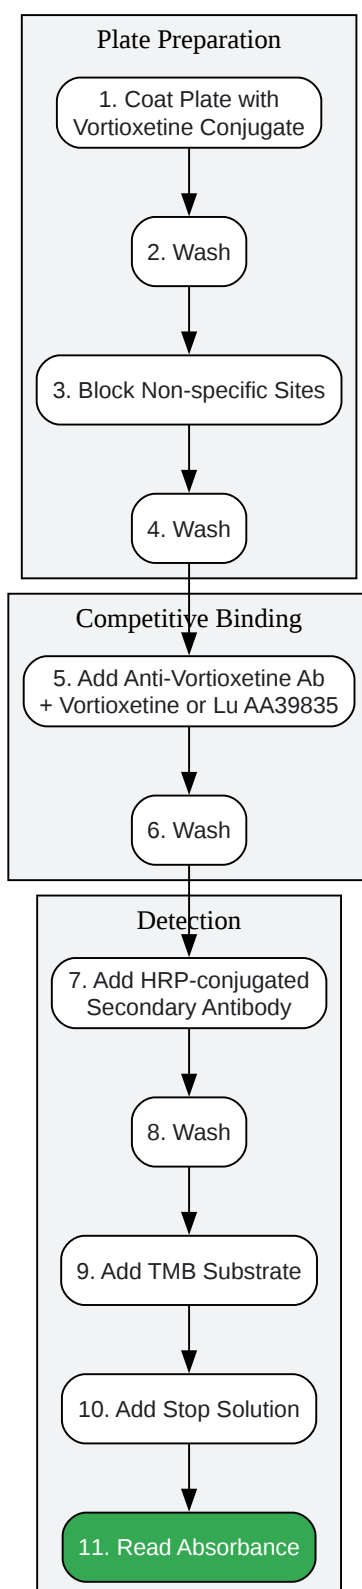 Plate Preparation
1. Coat Plate with
Vortioxetine Conjugate
2. Wash
3. Block Non-specific Sites
4. Wash
Competitive Binding
5. Add Anti-Vortioxetine Ab
+ Vortioxetine or Lu AA39835
6. Wash
Detection
7. Add HRP-conjugated
Secondary Antibody
8. Wash
9. Add TMB Substrate
10. Add Stop Solution
11. Read Absorbance